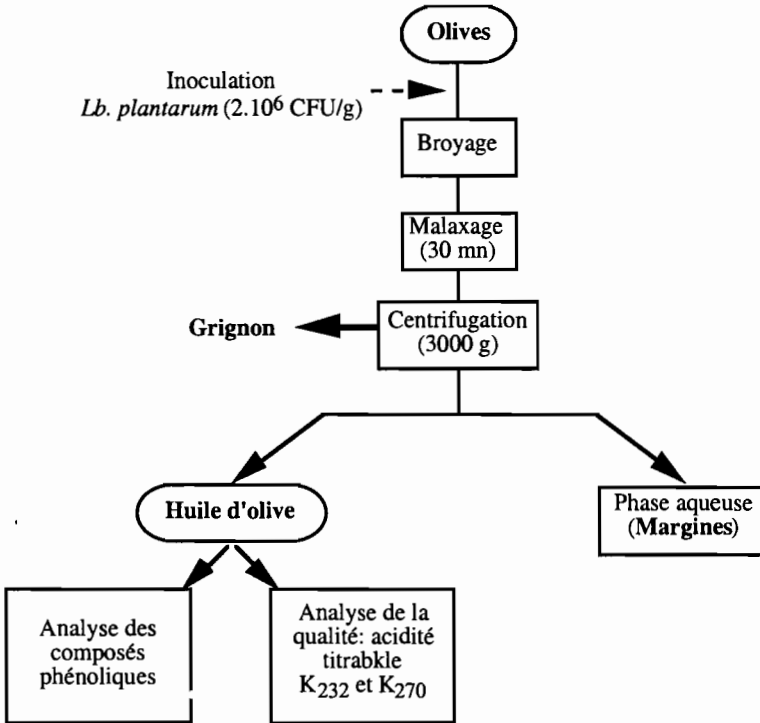 Olives
Inoculation
Lb. plantarum (2.10⁶ CFU/g)
Broyage
Malaxage
(30 mn)
Grignon
Centrifugation
(3000 g)
Huile d'olive
Phase aqueuse
(Margines)
Analyse des
composés
phénoliques
Analyse de la
qualité: acidité
titrabkle
K₂₃₂ et K₂₇₀